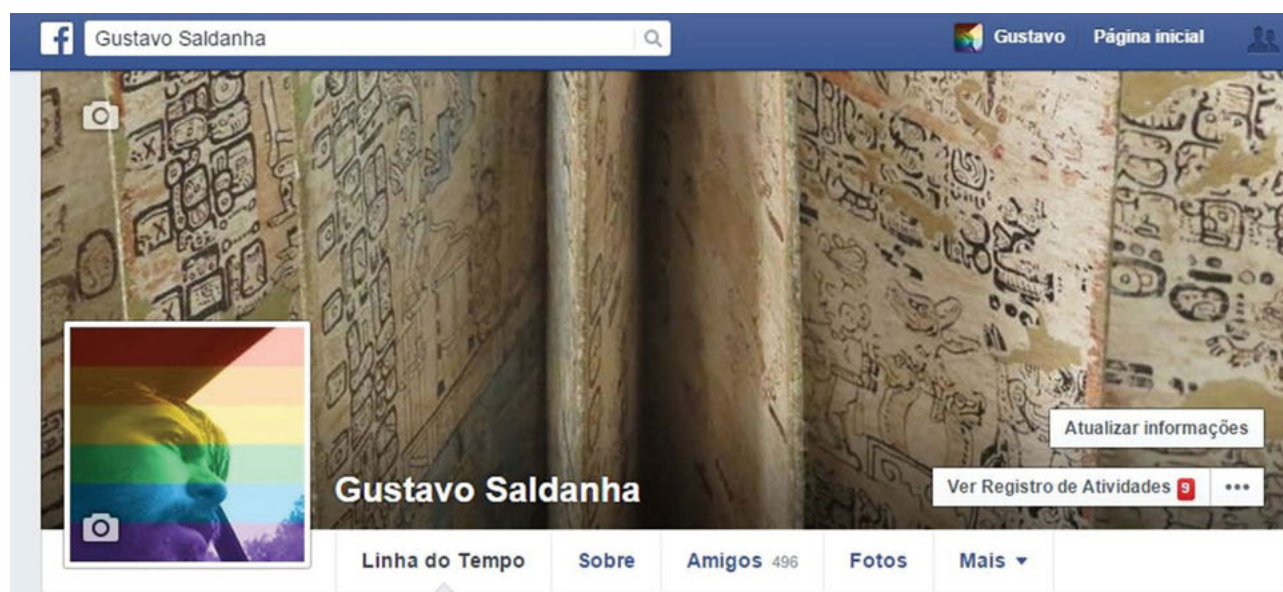 f Gustavo Saldanha Gustavo Página inicial
Atualizar informações
Gustavo Saldanha Ver Registro de Atividades 9 •••
Linha do Tempo Sobre Amigos 496 Fotos Mais